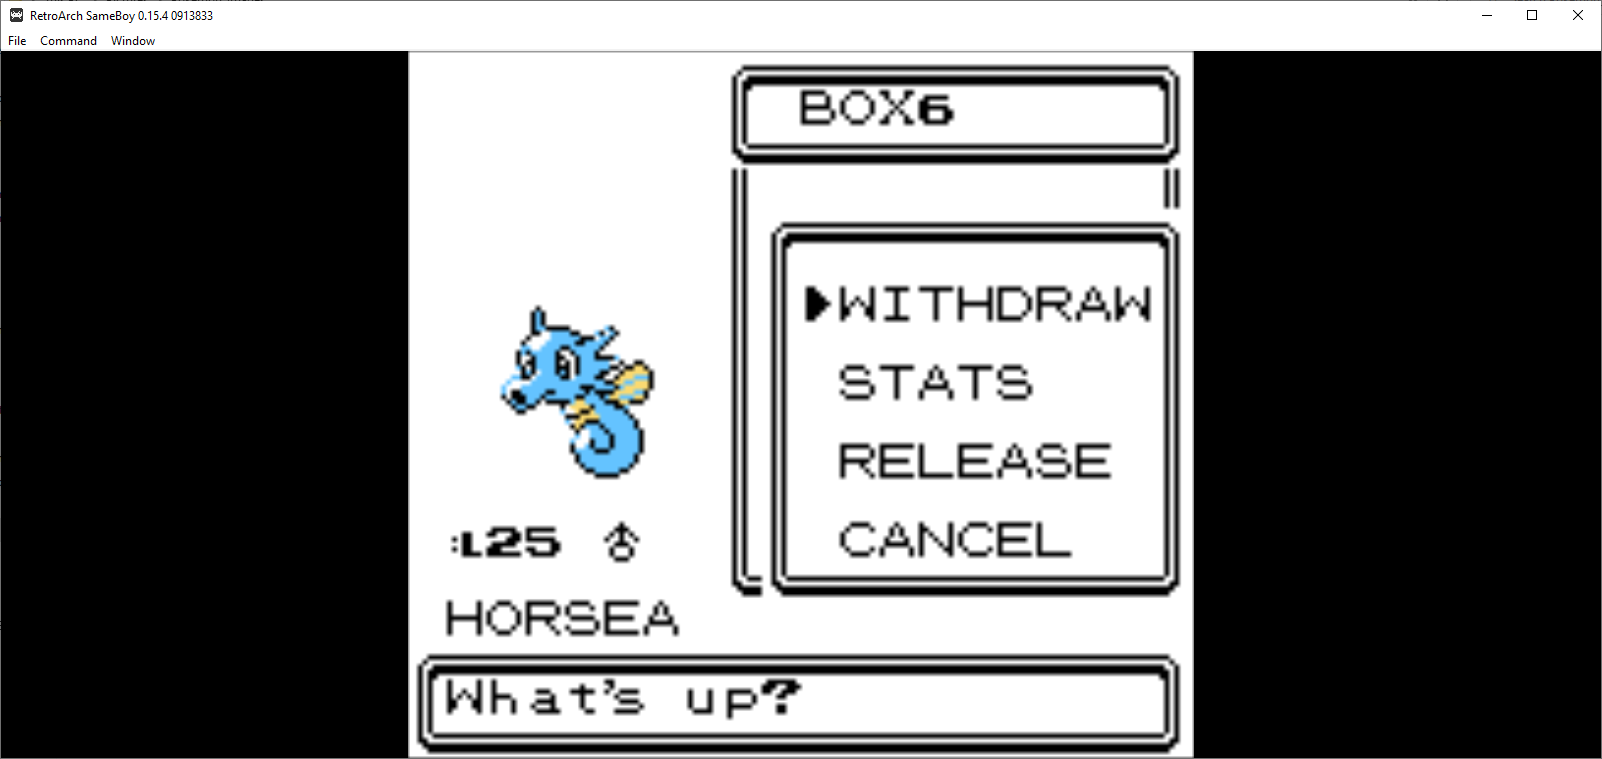 RetroArch SameBoy 0.15.4 0913833
File Command Window
BOX6
▶WITHDRAW
STATS
RELEASE
CANCEL
:L25 ♂
HORSEA
What's up?